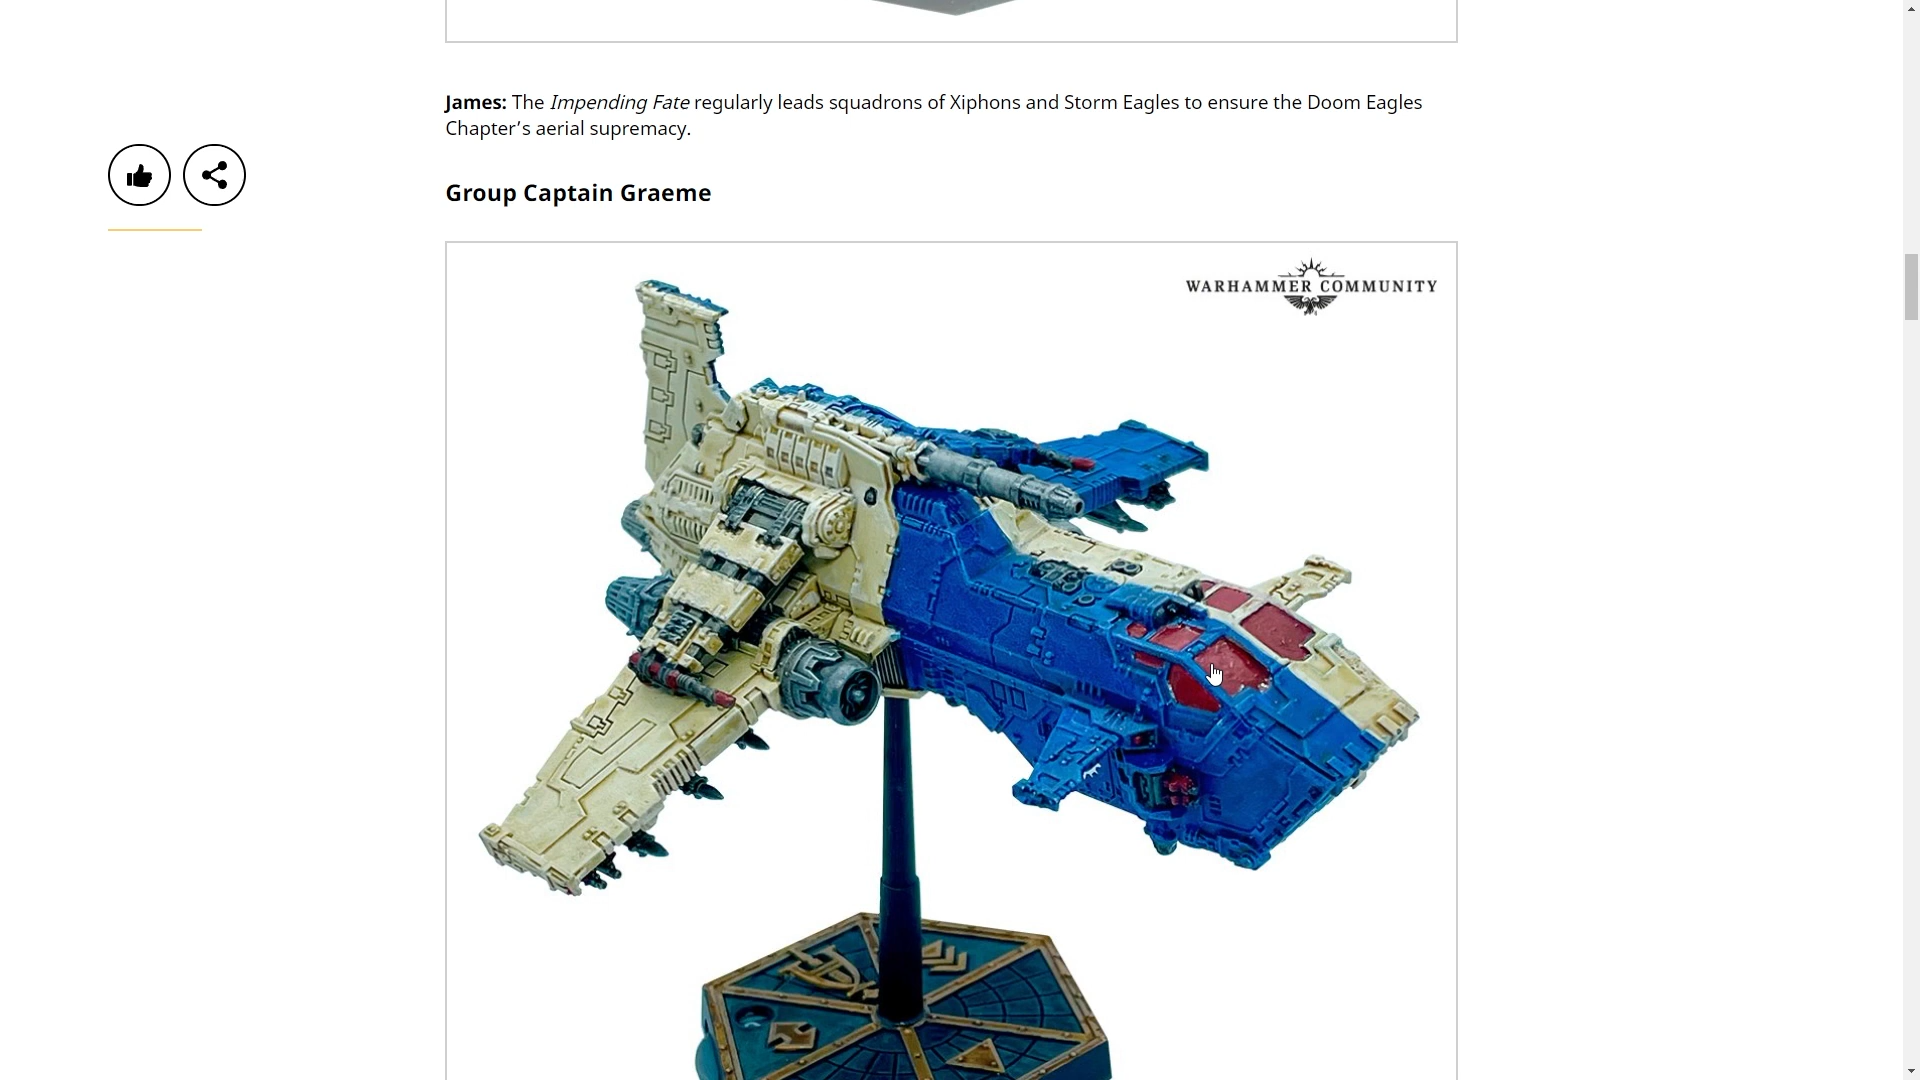 James: The Impending Fate regularly leads squadrons of Xiphons and Storm Eagles to ensure the Doom Eagles
Chapter’s aerial supremacy.
Group Captain Graeme
WARHAMMER COMMUNITY